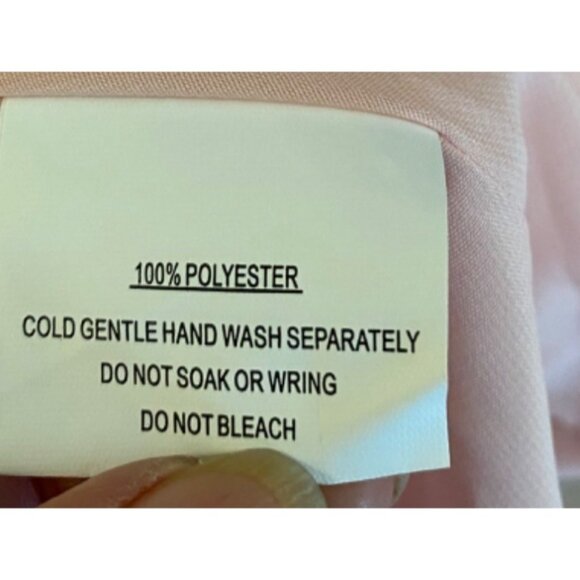 100% POLYESTER
COLD GENTLE HAND WASH SEPARATELY
DO NOT SOAK OR WRING
DO NOT BLEACH